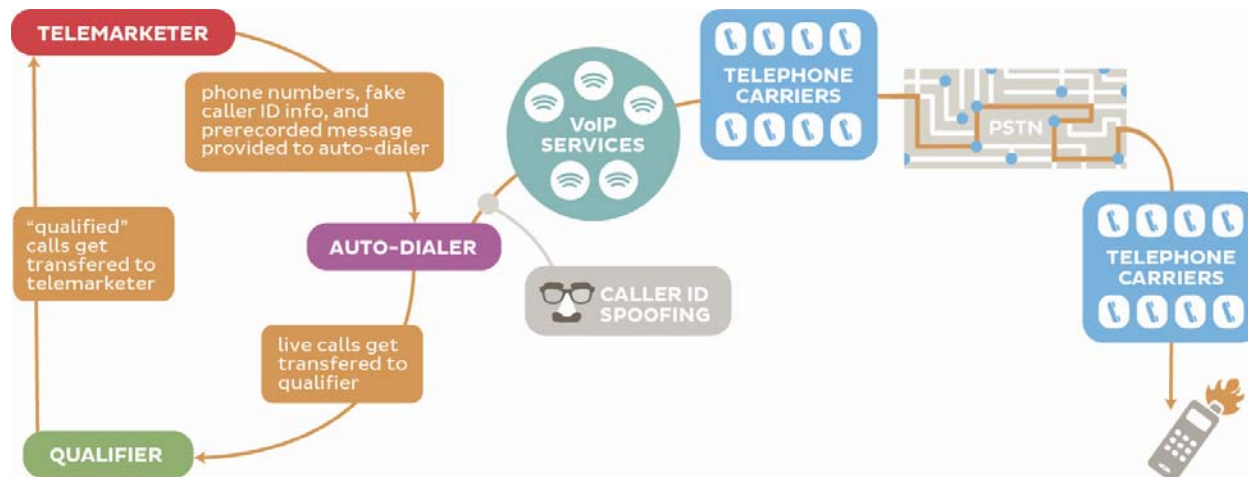 TELEMARKETER
phone numbers, fake
caller ID info, and
prerecorded message
provided to auto-dialer
AUTO-DIALER
live calls get
transfered to
qualifier
QUALIFIER
"qualified"
calls get
transfered to
telemarketer
VoIP
SERVICES
CALLER ID
SPOOFING
TELEPHONE
CARRIERS
PSTN
TELEPHONE
CARRIERS